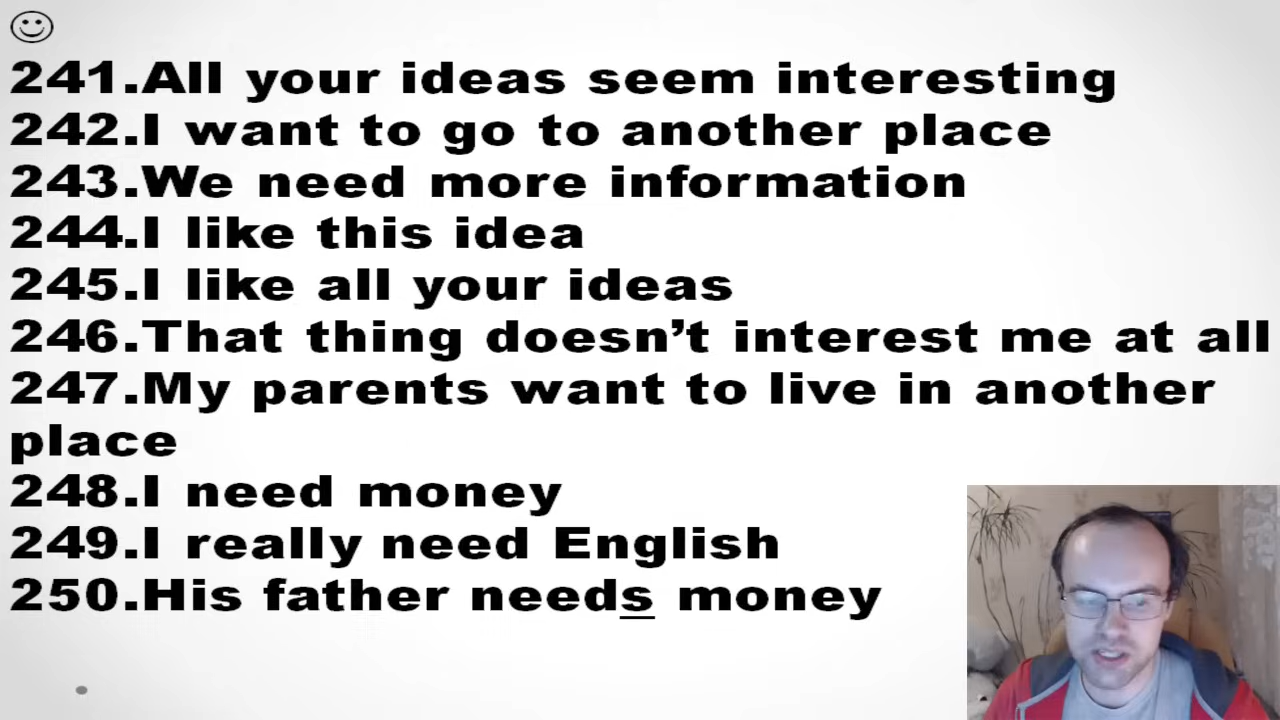 241.All your ideas seem interesting
242.I want to go to another place
243.We need more information
244.I like this idea
245.I like all your ideas
246.That thing doesn’t interest me at all
247.My parents want to live in another
place
248.I need money
249.I really need English
250.His father needs money